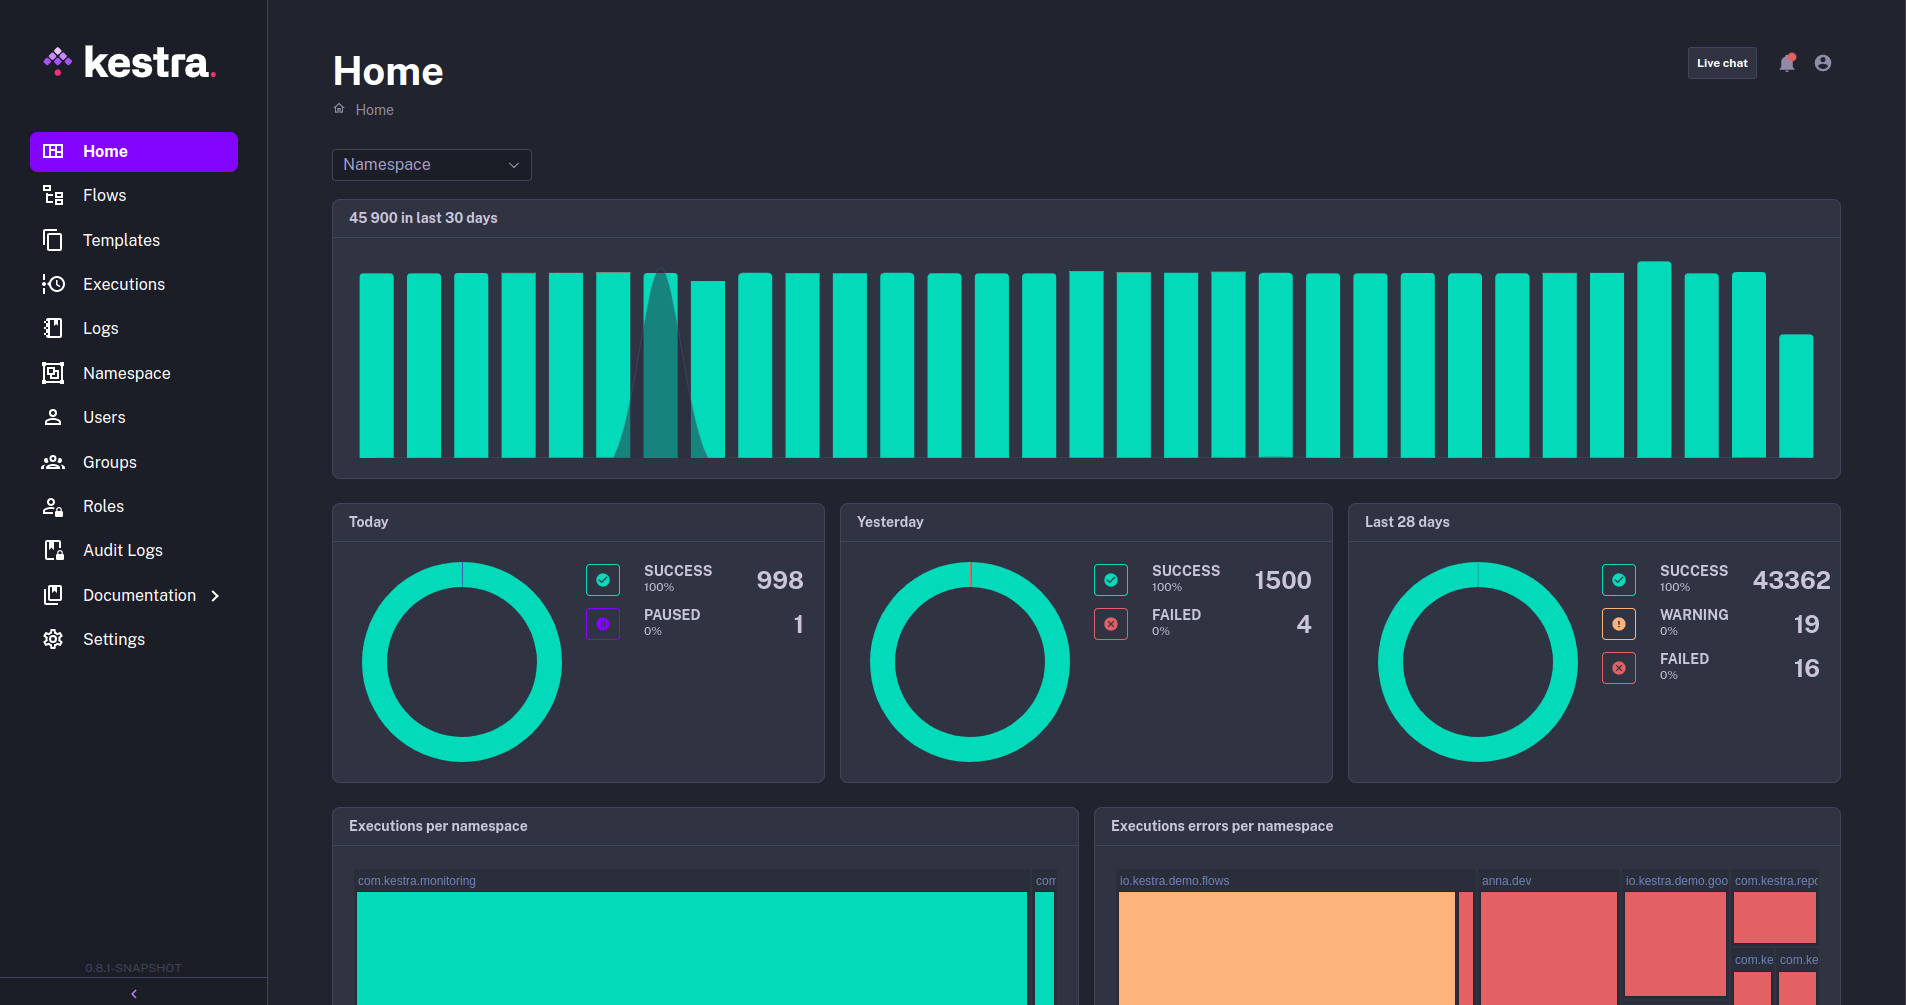 kestra.
Home
Flows
Templates
Executions
Logs
Namespace
Users
Groups
Roles
Audit Logs
Documentation
Settings
0.8.1-SNAPSHOT
Home
Home
Live chat
Namespace
45 900 in last 30 days
Today
SUCCESS 998
100%
PAUSED 1
0%
Yesterday
SUCCESS 1500
100%
FAILED 4
0%
Last 28 days
SUCCESS 43362
100%
WARNING 19
0%
FAILED 16
0%
Executions per namespace
com.kestra.monitoring com
Executions errors per namespace
io.kestra.demo.flows anna.dev io.kestra.demo.goo com.kestra.repo
com.ke com.ke